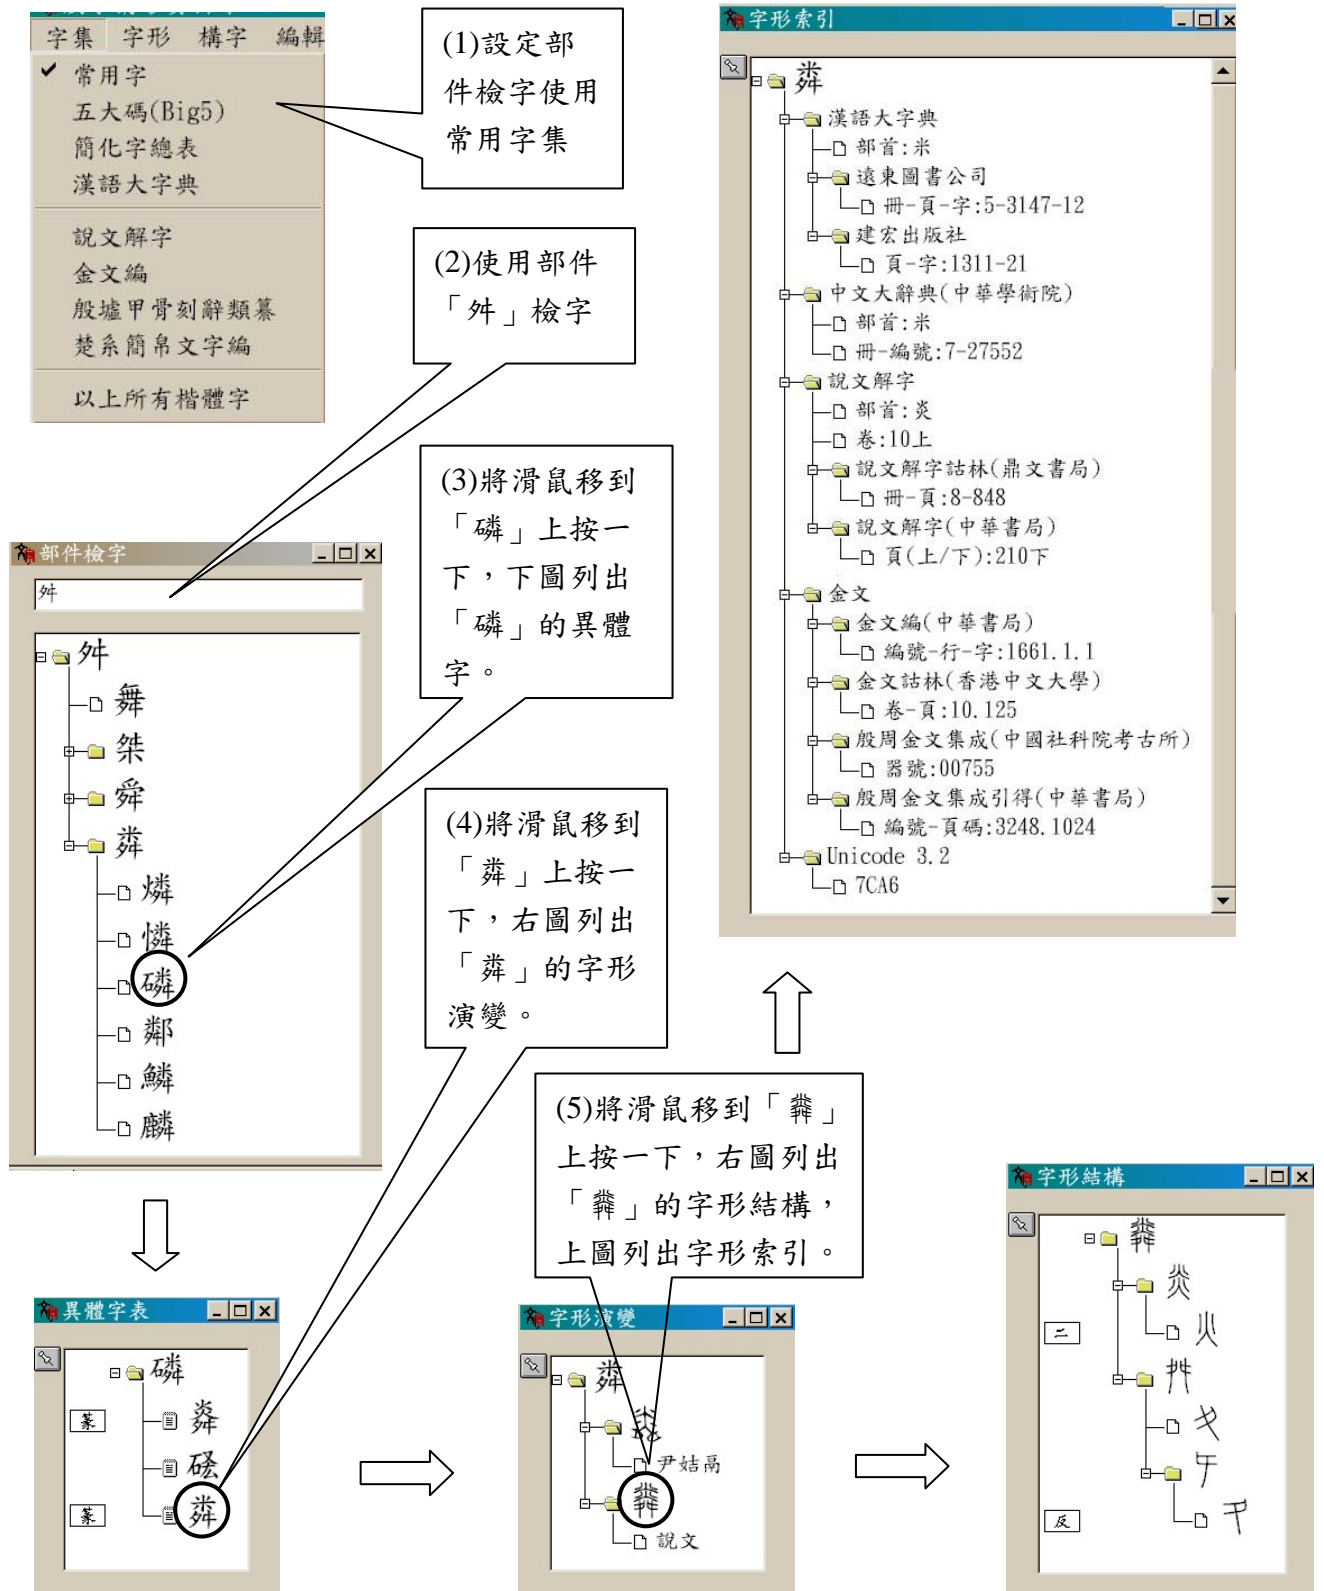 字集 字形 構字 編輯
常用字
五大碼(Big5)
簡化字總表
漢語大字典
說文解字
金文編
殷墟甲骨刻辭類纂
楚系簡帛文字編
以上所有楷體字
(1)設定部
件檢字使用
常用字集
(2)使用部件
「舛」檢字
(3)將滑鼠移到
「磷」上按一
下，下圖列出
「磷」的異體
字。
(4)將滑鼠移到
「粦」上按一
下，右圖列出
「粦」的字形
演變。
(5)將滑鼠移到「粦」
上按一下，右圖列出
「粦」的字形結構，
上圖列出字形索引。
部件檢字
舛
舛
舞
桀
舜
粦
燐
憐
磷
鄰
鱗
麟
字形索引
粦
漢語大字典
部首:米
遠東圖書公司
冊-頁-字:5-3147-12
建宏出版社
頁-字:1311-21
中文大辭典(中華學術院)
部首:米
冊-編號:7-27552
說文解字
部首:炎
卷:10上
說文解字詁林(鼎文書局)
冊-頁:8-848
說文解字(中華書局)
頁(上/下):210下
金文
金文編(中華書局)
編號-行-字:1661.1.1
金文詁林(香港中文大學)
卷-頁:10.125
殷周金文集成(中國社科院考古所)
器號:00755
殷周金文集成引得(中華書局)
編號-頁碼:3248.1024
Unicode 3.2
7CA6
異體字表
磷
篆 粦
篆 粦
字形演變
粦
尹姞鬲
說文
字形結構
二
反